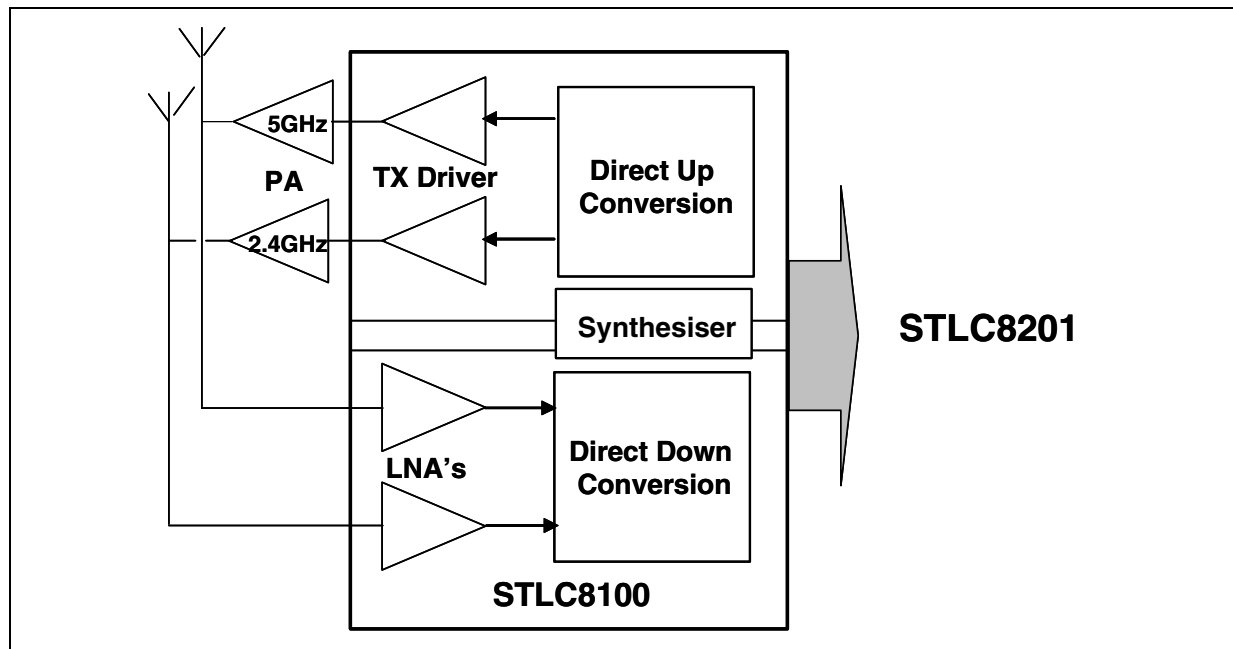 5GHz
PA
TX Driver
2.4GHz
Direct Up
Conversion
Synthesiser
STLC8201
LNA's
Direct Down
Conversion
STLC8100